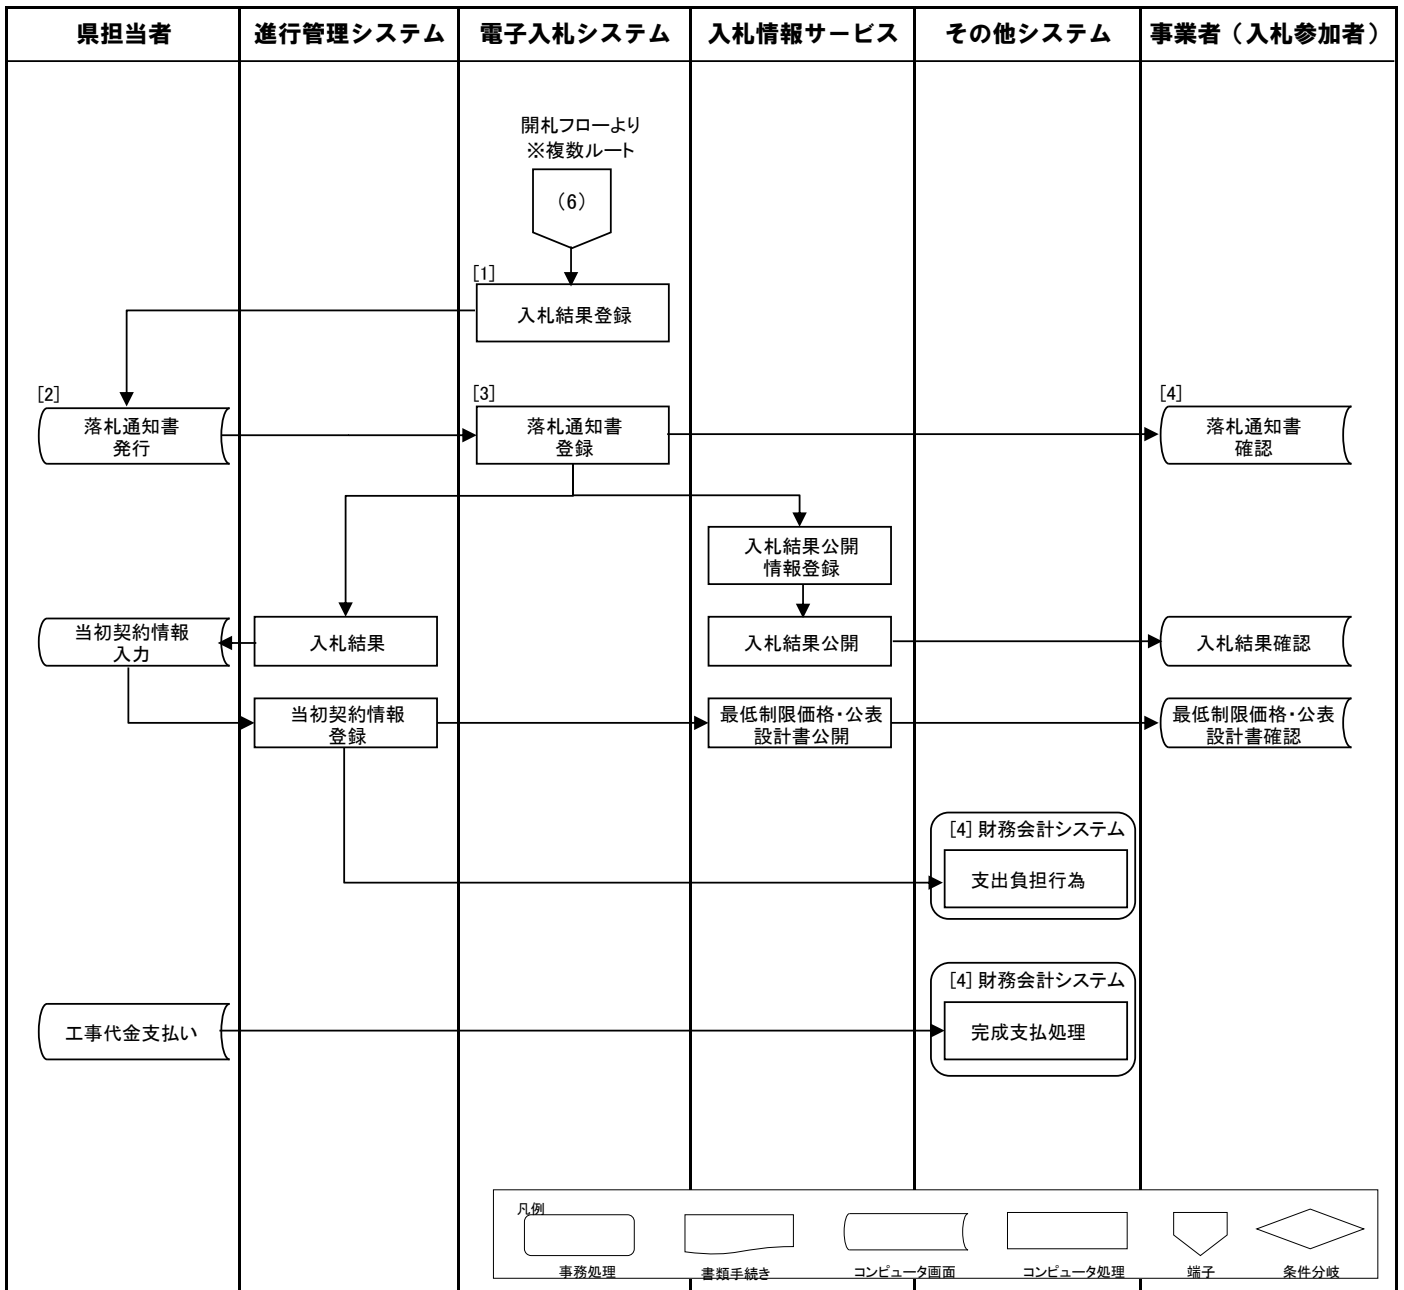 県担当者
進行管理システム
電子入札システム
入札情報サービス
その他システム
事業者（入札参加者）
開札フローより
※複数ルート
（6）
[1]
入札結果登録
[2]
落札通知書
発行
[3]
落札通知書
登録
[4]
落札通知書
確認
入札結果公開
情報登録
当初契約情報
入力
入札結果
入札結果公開
入札結果確認
当初契約情報
登録
最低制限価格・公表
設計書公開
最低制限価格・公表
設計書確認
[4] 財務会計システム
支出負担行為
[4] 財務会計システム
工事代金支払い
完成支払処理
凡例
事務処理
書類手続き
コンピュータ画面
コンピュータ処理
端子
条件分岐